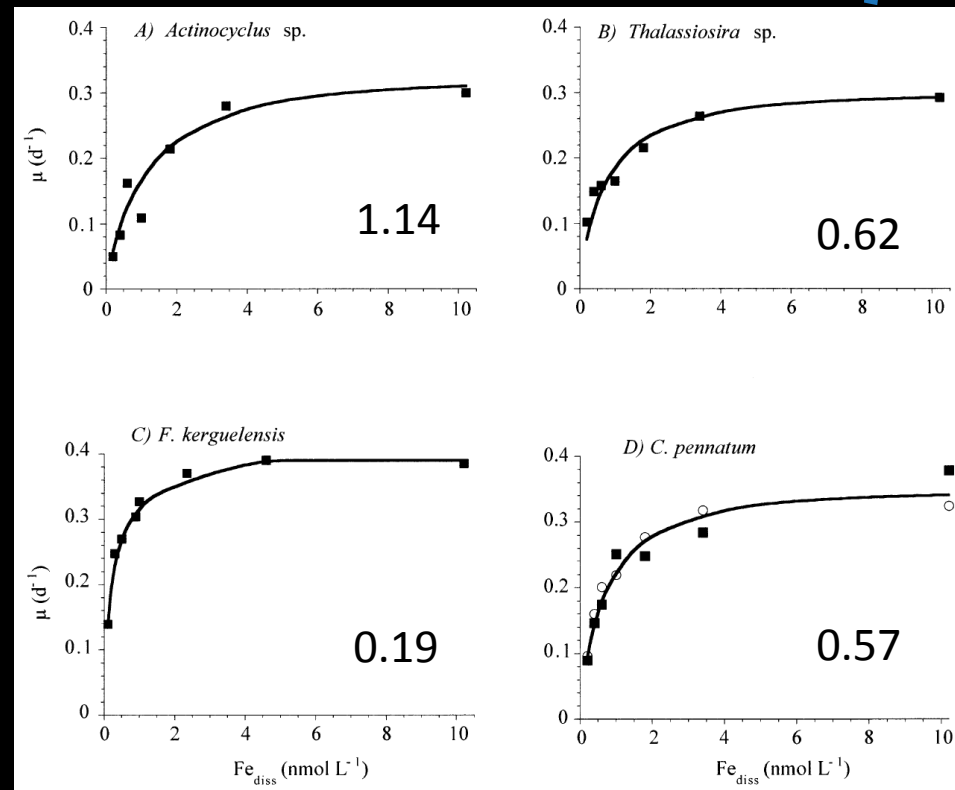 A) Actinocyclus sp.
0.4
0.3
0.2
0.1
0
μ (d⁻¹)
1.14
0 2 4 6 8 10
B) Thalassiosira sp.
0.4
0.3
0.2
0.1
0
0.62
0 2 4 6 8 10
C) F. kerguelensis
0.4
0.3
0.2
0.1
0
μ (d⁻¹)
0.19
0 2 4 6 8 10
Fe diss (nmol L⁻¹)
D) C. pennatum
0.4
0.3
0.2
0.1
0
0.57
0 2 4 6 8 10
Fe diss (nmol L⁻¹)